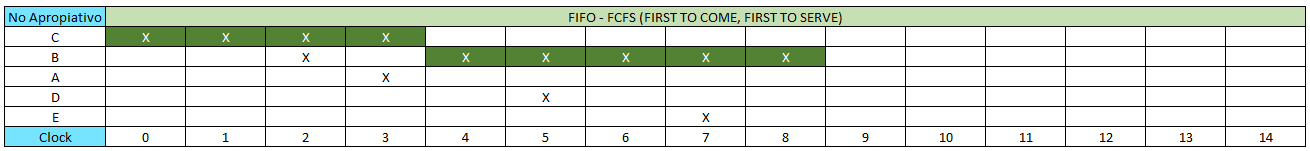 No Apropiativo FIFO - FCFS (FIRST TO COME, FIRST TO SERVE)
C X X X X
B X X X X X X
A X
D X
E X
Clock 0 1 2 3 4 5 6 7 8 9 10 11 12 13 14